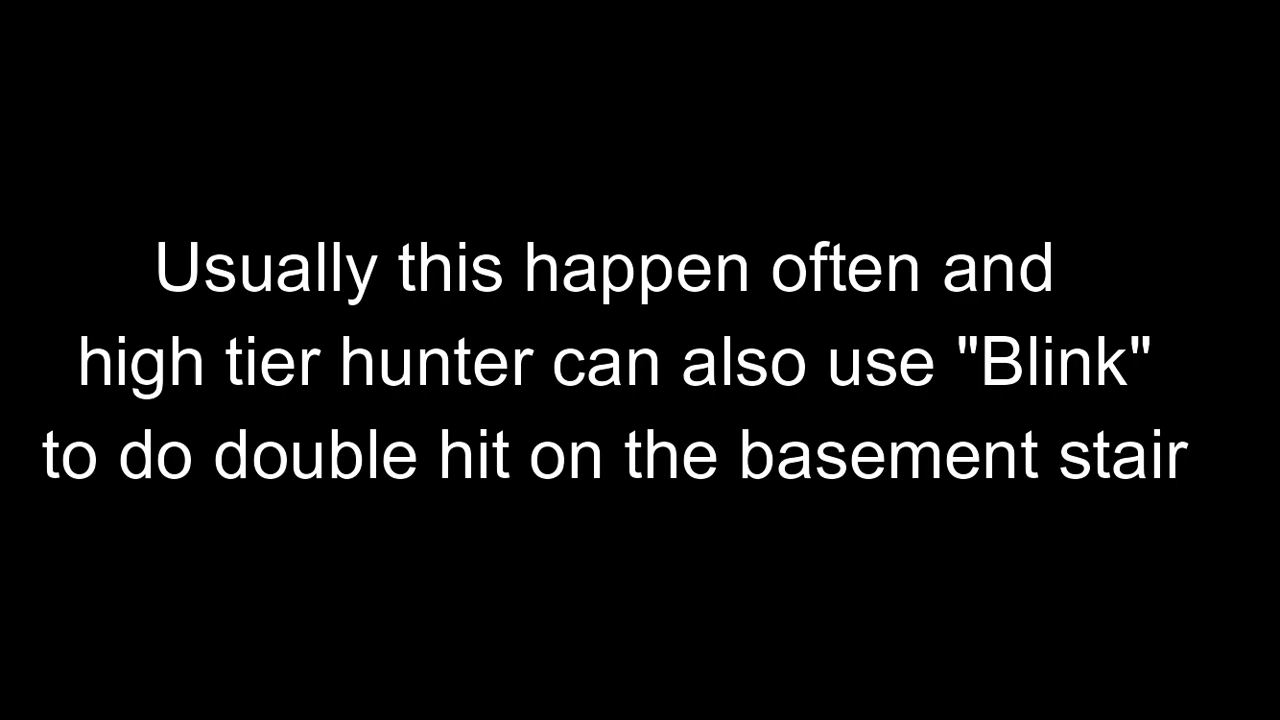 Usually this happen often and
high tier hunter can also use "Blink"
to do double hit on the basement stair